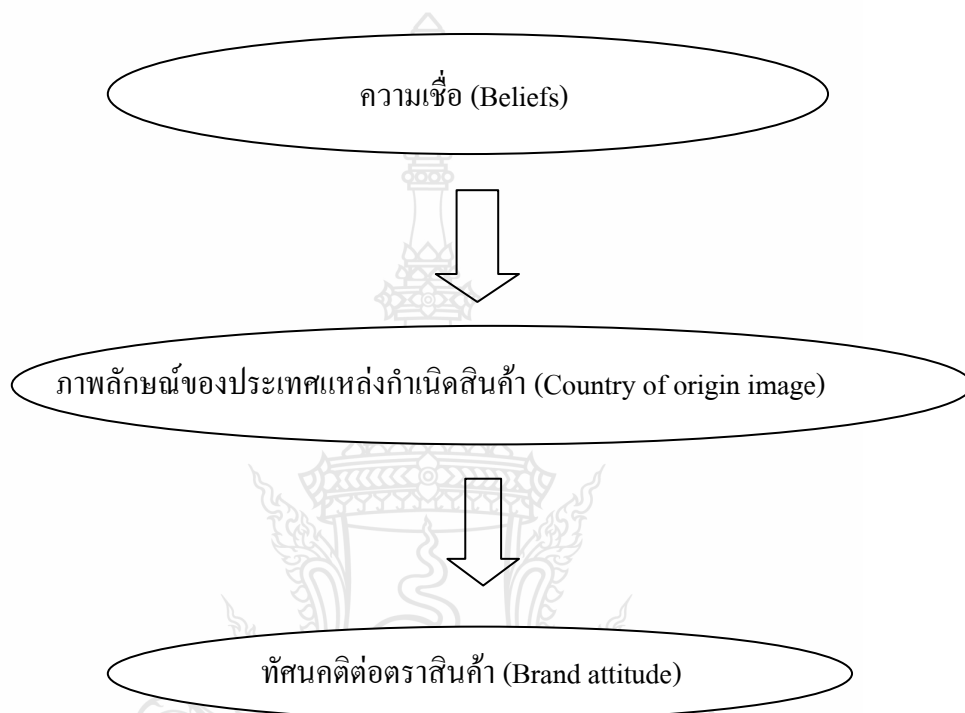 ความเชื่อ (Beliefs)
ภาพลักษณ์ของประเทศแหล่งกำเนิดสินค้า (Country of origin image)
ทัศนคติต่อตราสินค้า (Brand attitude)